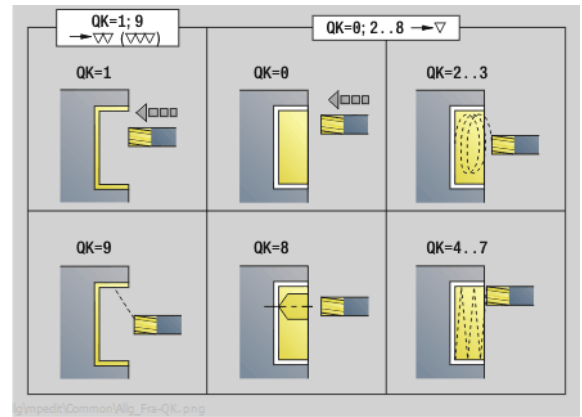 QK=1; 9
→▽▽ (▽▽▽)
QK=0; 2..8 →▽
QK=1
QK=0
QK=2..3
QK=9
QK=8
QK=4..7
lg\mpedit\Common\Allg_Fra-QK.png